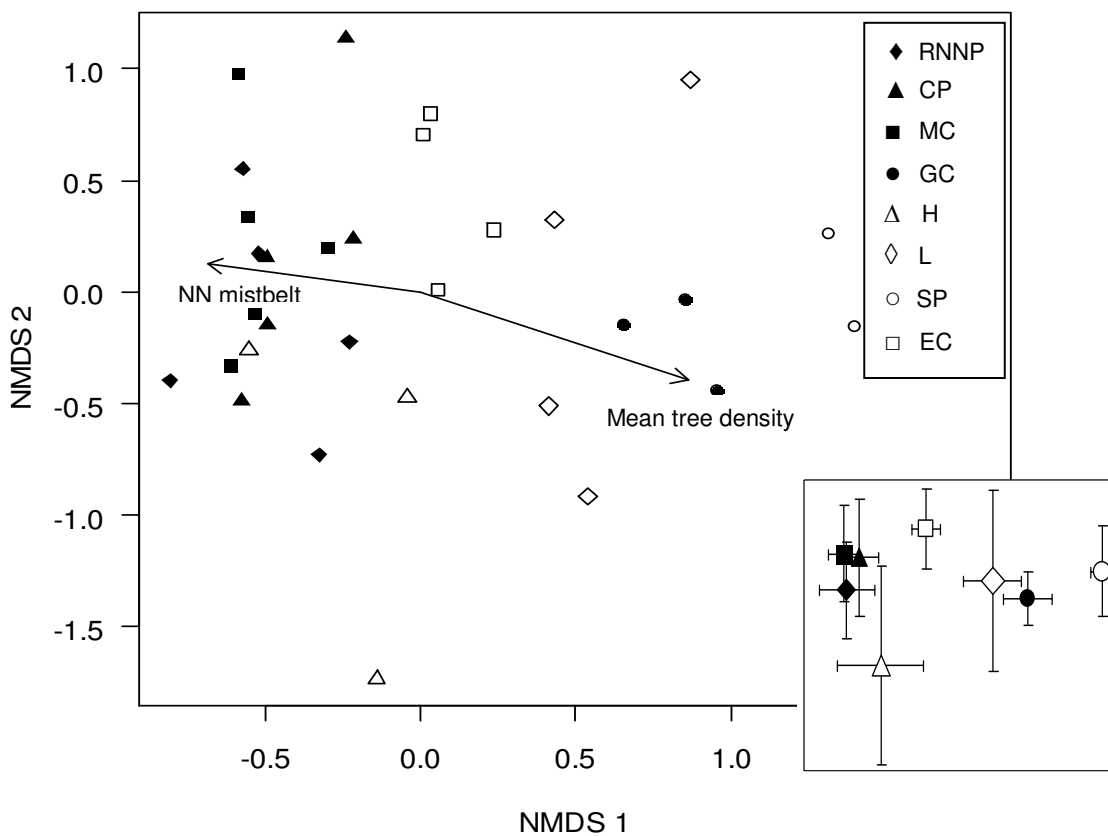 1.0
0.5
0.0
-0.5
-1.0
-1.5
NMDS 2
-0.5
0.0
0.5
1.0
NMDS 1
NN mistbelt
Mean tree density
RNNP
CP
MC
GC
H
L
SP
EC